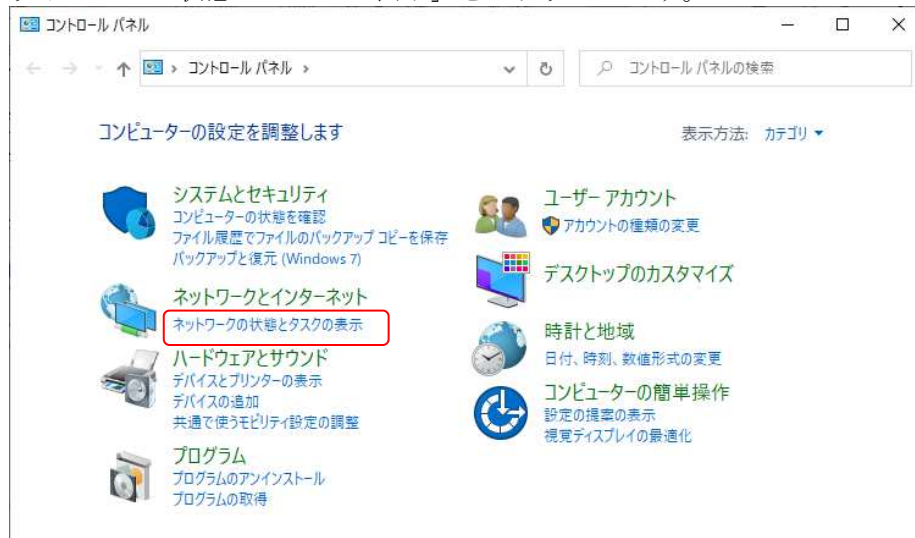 コントロール パネル
コントロール パネル
コントロール パネルの検索
コンピューターの設定を調整します
表示方法: カテゴリ
システムとセキュリティ
コンピューターの状態を確認
ファイル履歴でファイルのバックアップ コピーを保存
バックアップと復元 (Windows 7)
ネットワークとインターネット
ネットワークの状態とタスクの表示
ハードウェアとサウンド
デバイスとプリンターの表示
デバイスの追加
共通で使うモビリティ設定の調整
プログラム
プログラムのアンインストール
プログラムの取得
ユーザー アカウント
アカウントの種類の変更
デスクトップのカスタマイズ
時計と地域
日付、時刻、数値形式の変更
コンピューターの簡単操作
設定の提案の表示
視覚ディスプレイの最適化